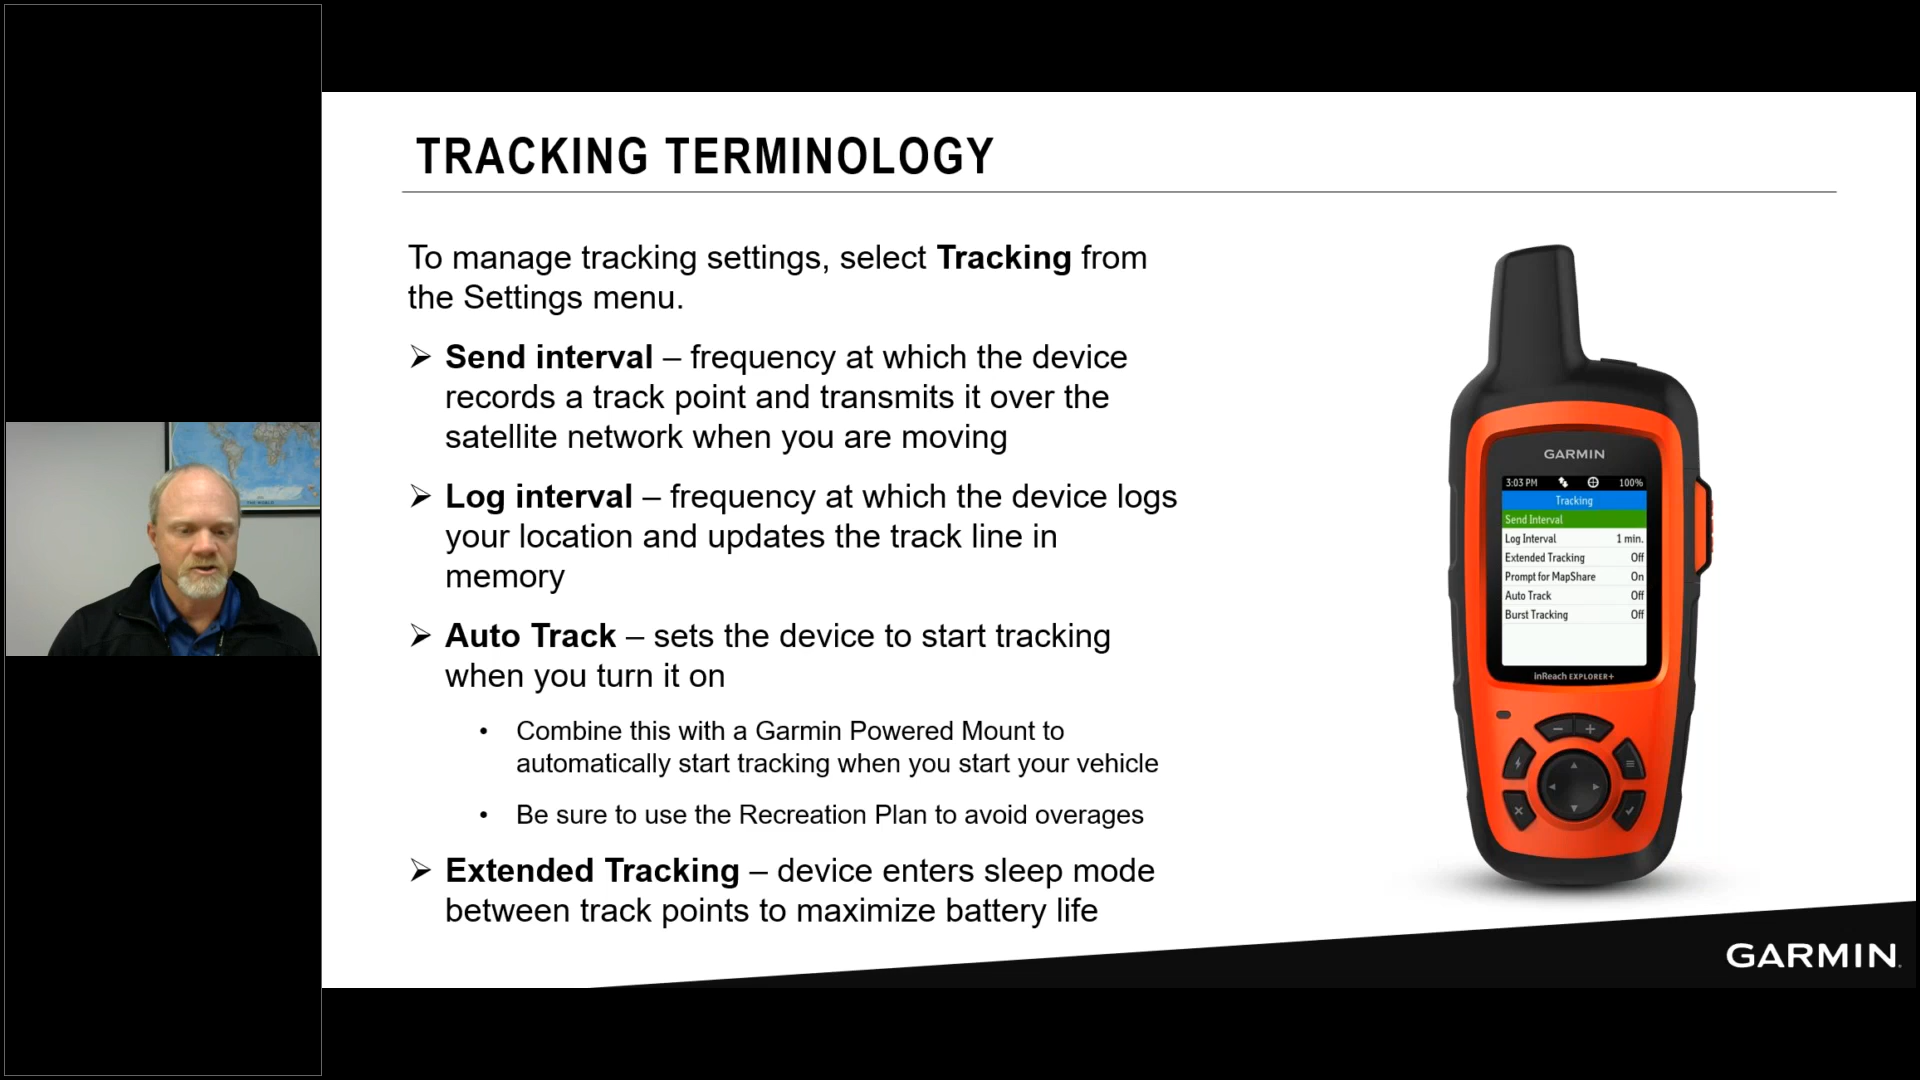 TRACKING TERMINOLOGY
To manage tracking settings, select Tracking from
the Settings menu.
➢ Send interval – frequency at which the device
records a track point and transmits it over the
satellite network when you are moving
➢ Log interval – frequency at which the device logs
your location and updates the track line in
memory
➢ Auto Track – sets the device to start tracking
when you turn it on
• Combine this with a Garmin Powered Mount to
automatically start tracking when you start your vehicle
• Be sure to use the Recreation Plan to avoid overages
➢ Extended Tracking – device enters sleep mode
between track points to maximize battery life
GARMIN
3:03 PM 100%
Tracking
Send Interval
Log Interval 1 min.
Extended Tracking Off
Prompt for MapShare On
Auto Track Off
Burst Tracking Off
inReach EXPLORER+
GARMIN.
THE WORLD